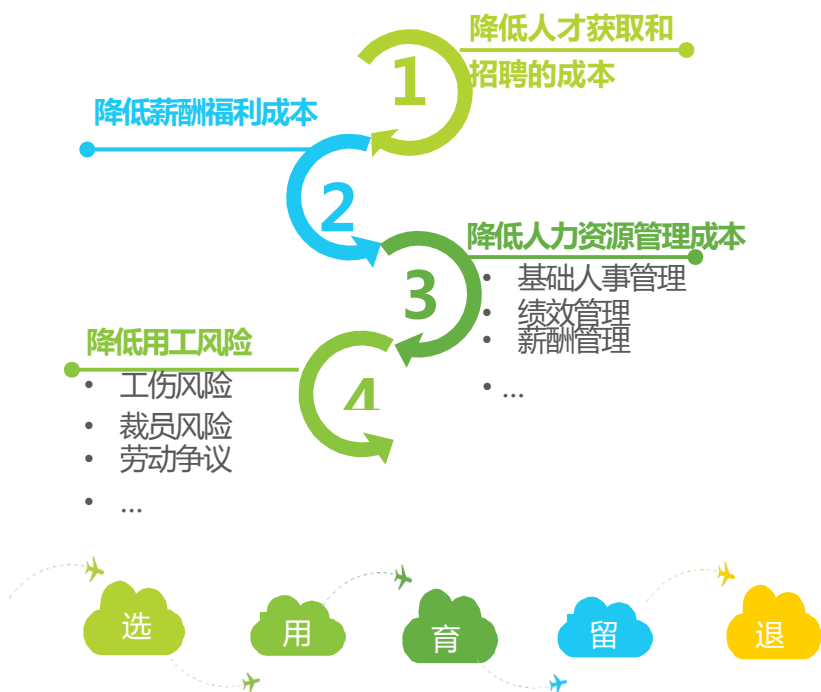 1
降低人才获取和
招聘的成本
降低薪酬福利成本
2
3
降低人力资源管理成本
• 基础人事管理
• 绩效管理
• 薪酬管理
• ...
4
降低用工风险
• 工伤风险
• 裁员风险
• 劳动争议
• ...
选
用
育
留
退